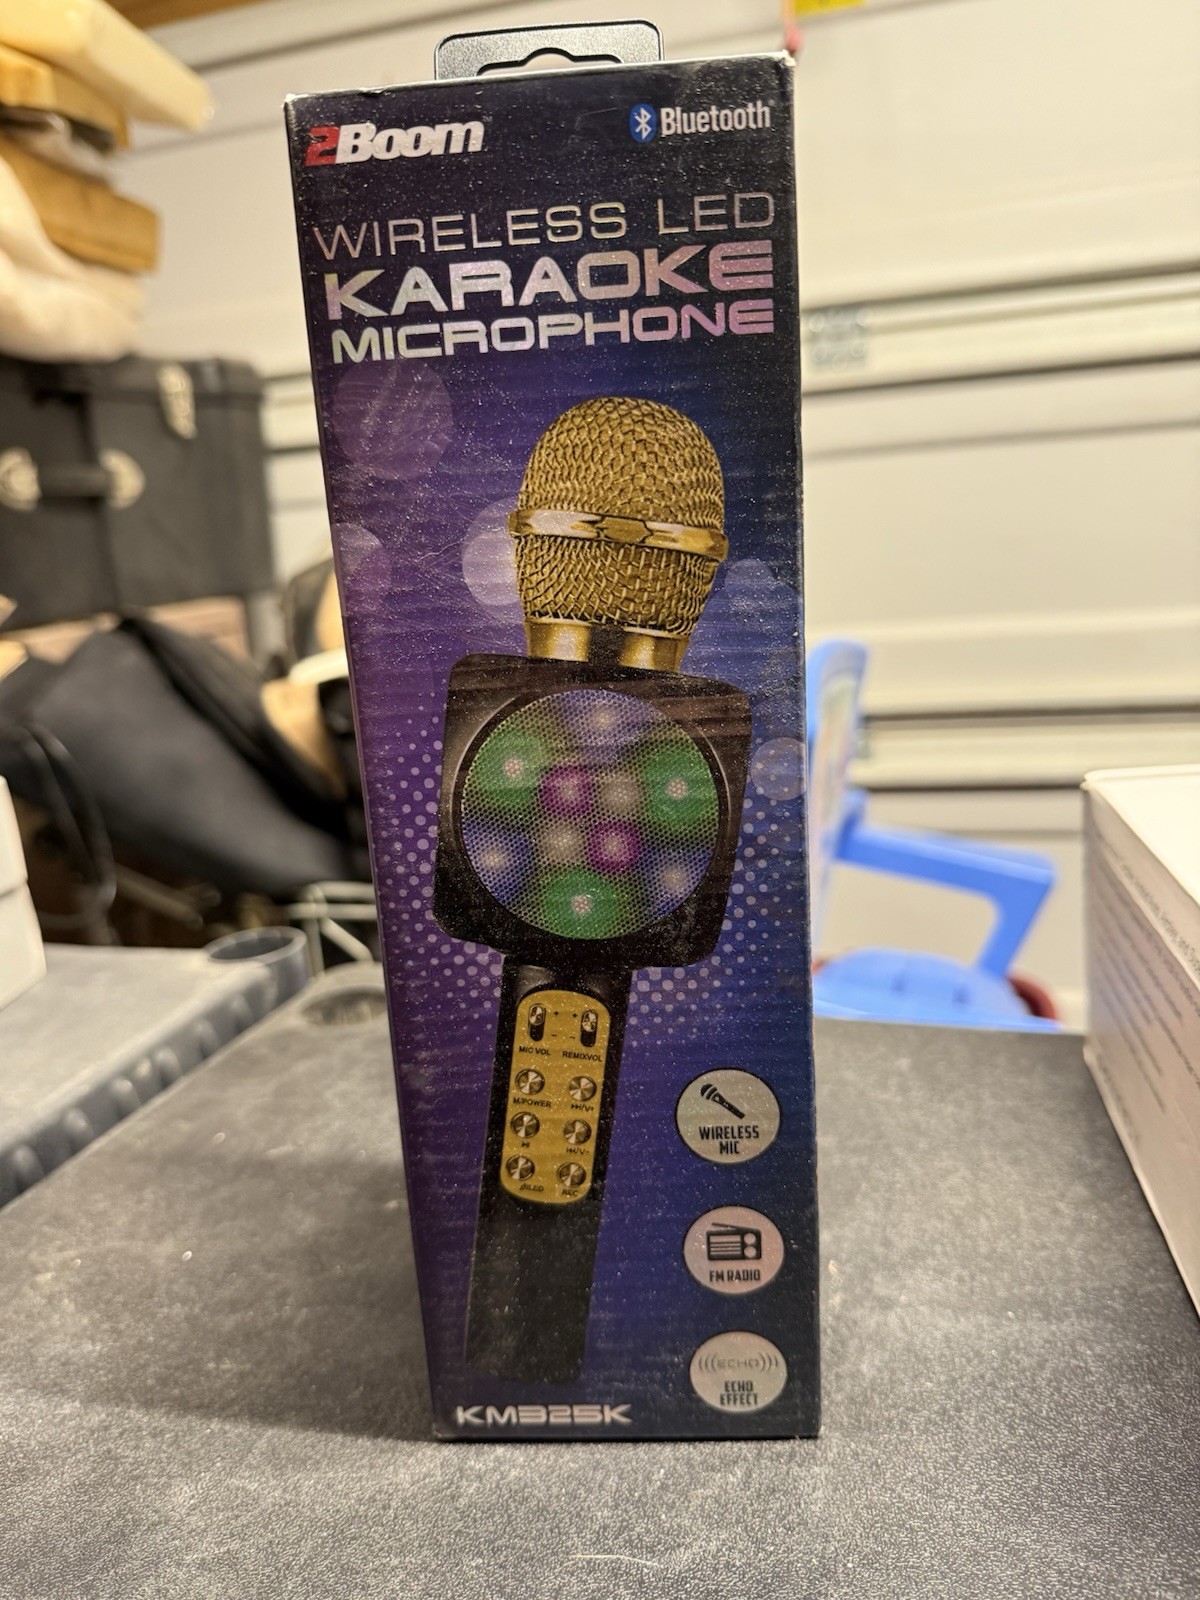 2Boom
Bluetooth
WIRELESS LED
KARAOKE
MICROPHONE
MIC VOL REMIXVOL
M/POWER
REC
WIRELESS
MIC
FM RADIO
(((ECHO)))
ECHO
EFFECT
KM325K